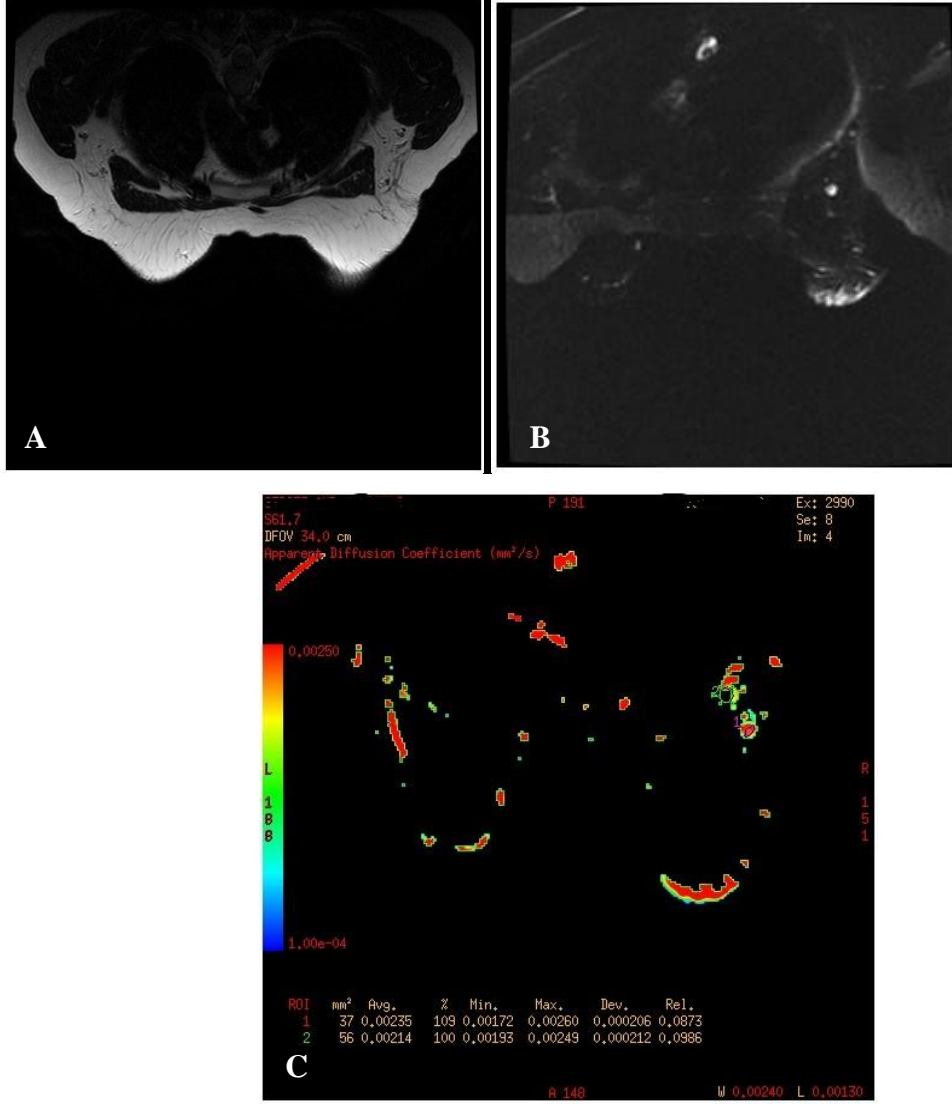 A
B
P 191
Ex: 2990
S61.7
Se: 8
DFOV 34.0 cm
Im: 4
Apparent Diffusion Coefficient (mm²/s)
0.00250
2
1
L
R
1
1
8
5
8
1
1.00e-04
ROI mm² Avg. % Min. Max. Dev. Rel.
1 37 0.00235 109 0.00172 0.00260 0.000206 0.0873
2 56 0.00214 100 0.00193 0.00249 0.000212 0.0986
C
A 148
W 0.00240 L 0.00130